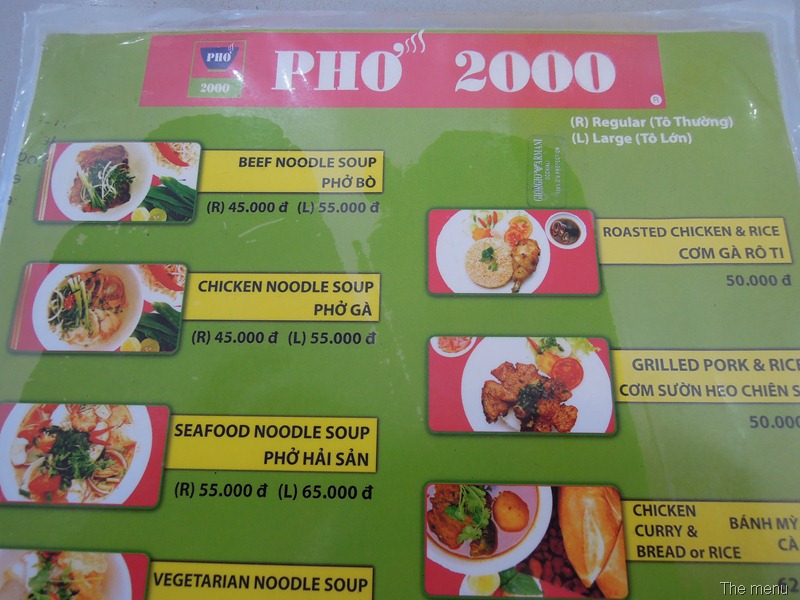 PHỞ
2000
PHỞ 2000
®
(R) Regular (Tô Thường)
(L) Large (Tô Lớn)
BEEF NOODLE SOUP
PHỞ BÒ
(R) 45.000 đ (L) 55.000 đ
CHICKEN NOODLE SOUP
PHỞ GÀ
(R) 45.000 đ (L) 55.000 đ
SEAFOOD NOODLE SOUP
PHỞ HẢI SẢN
(R) 55.000 đ (L) 65.000 đ
VEGETARIAN NOODLE SOUP
ROASTED CHICKEN & RICE
CƠM GÀ RÔ TI
50.000 đ
GRILLED PORK & RICE
CƠM SƯỜN HEO CHIÊN S
50.000
CHICKEN
CURRY &
BREAD or RICE
BÁNH MỲ
CÀ
62
The menu